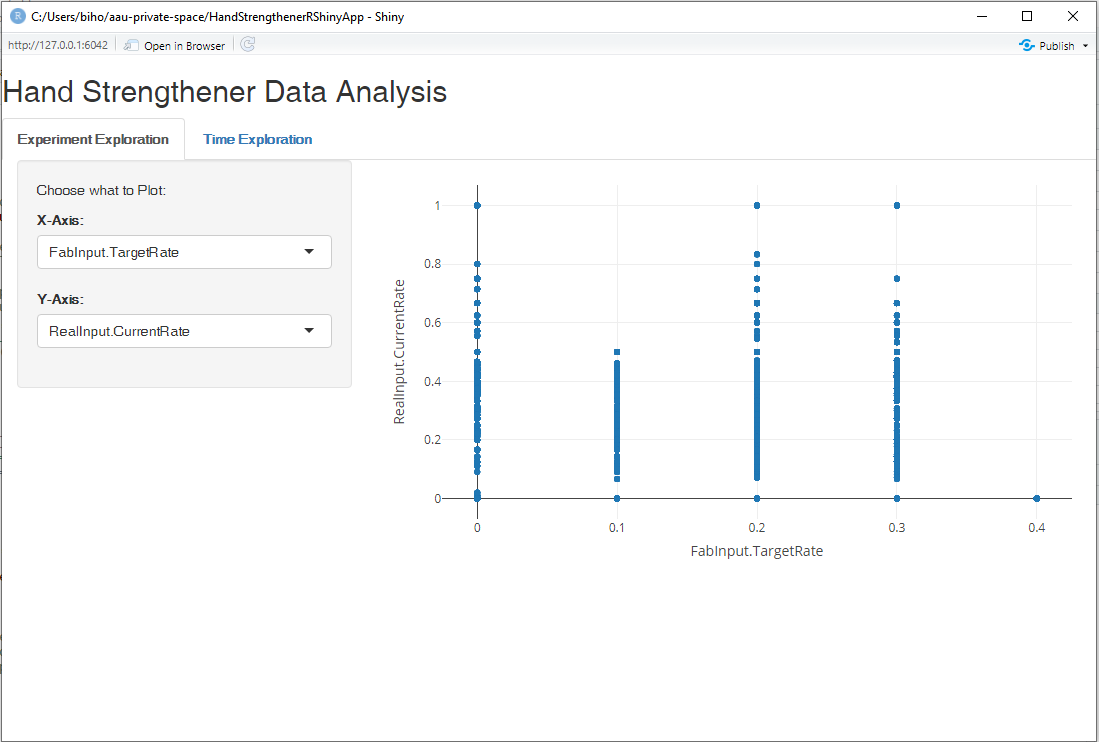 C:/Users/biho/aau-private-space/HandStrengthenerRShinyApp - Shiny
http://127.0.0.1:6042 Open in Browser Publish
Hand Strengthener Data Analysis
Experiment Exploration Time Exploration
Choose what to Plot:
X-Axis:
FabInput.TargetRate
Y-Axis:
RealInput.CurrentRate
RealInput.CurrentRate
1
0.8
0.6
0.4
0.2
0
0 0.1 0.2 0.3 0.4
FabInput.TargetRate